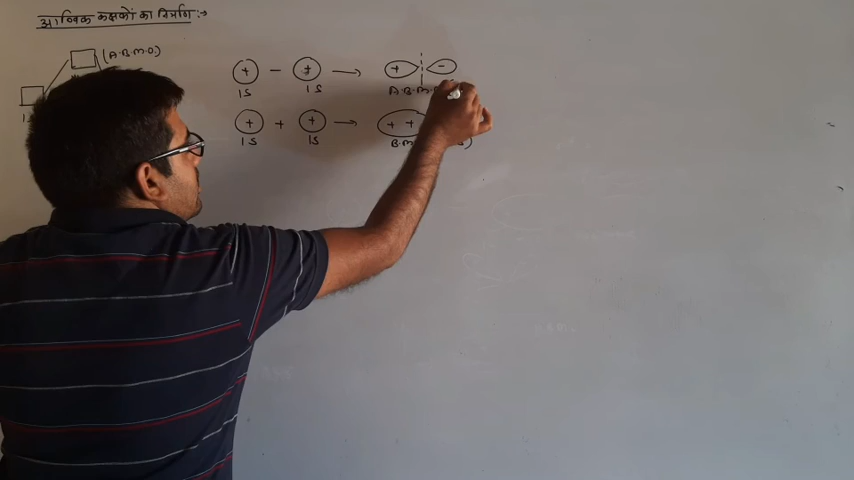 आण्विक कक्षकों का निर्माण :→
(A.B.M.O.)
+ − + ⟶ + −
1S 1S A.B.M.
+ + + ⟶ + +
1S 1S B.M )